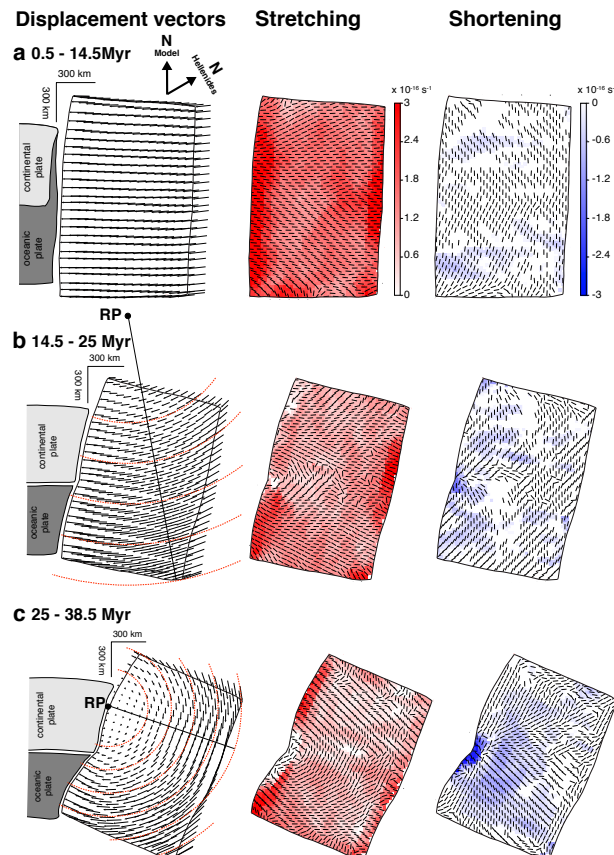 Displacement vectors
Stretching
Shortening
a 0.5 - 14.5Myr
N
Model
N
Hellenides
300 km
300 km
continental
plate
oceanic
plate
x 10⁻¹⁶ s⁻¹
3
2.4
1.8
1.2
0.6
0
x 10⁻¹⁶ s⁻¹
0
-0.6
-1.2
-1.8
-2.4
-3
RP
b 14.5 - 25 Myr
300 km
300 km
continental
plate
oceanic
plate
c 25 - 38.5 Myr
300 km
300 km
RP
continental
plate
oceanic
plate